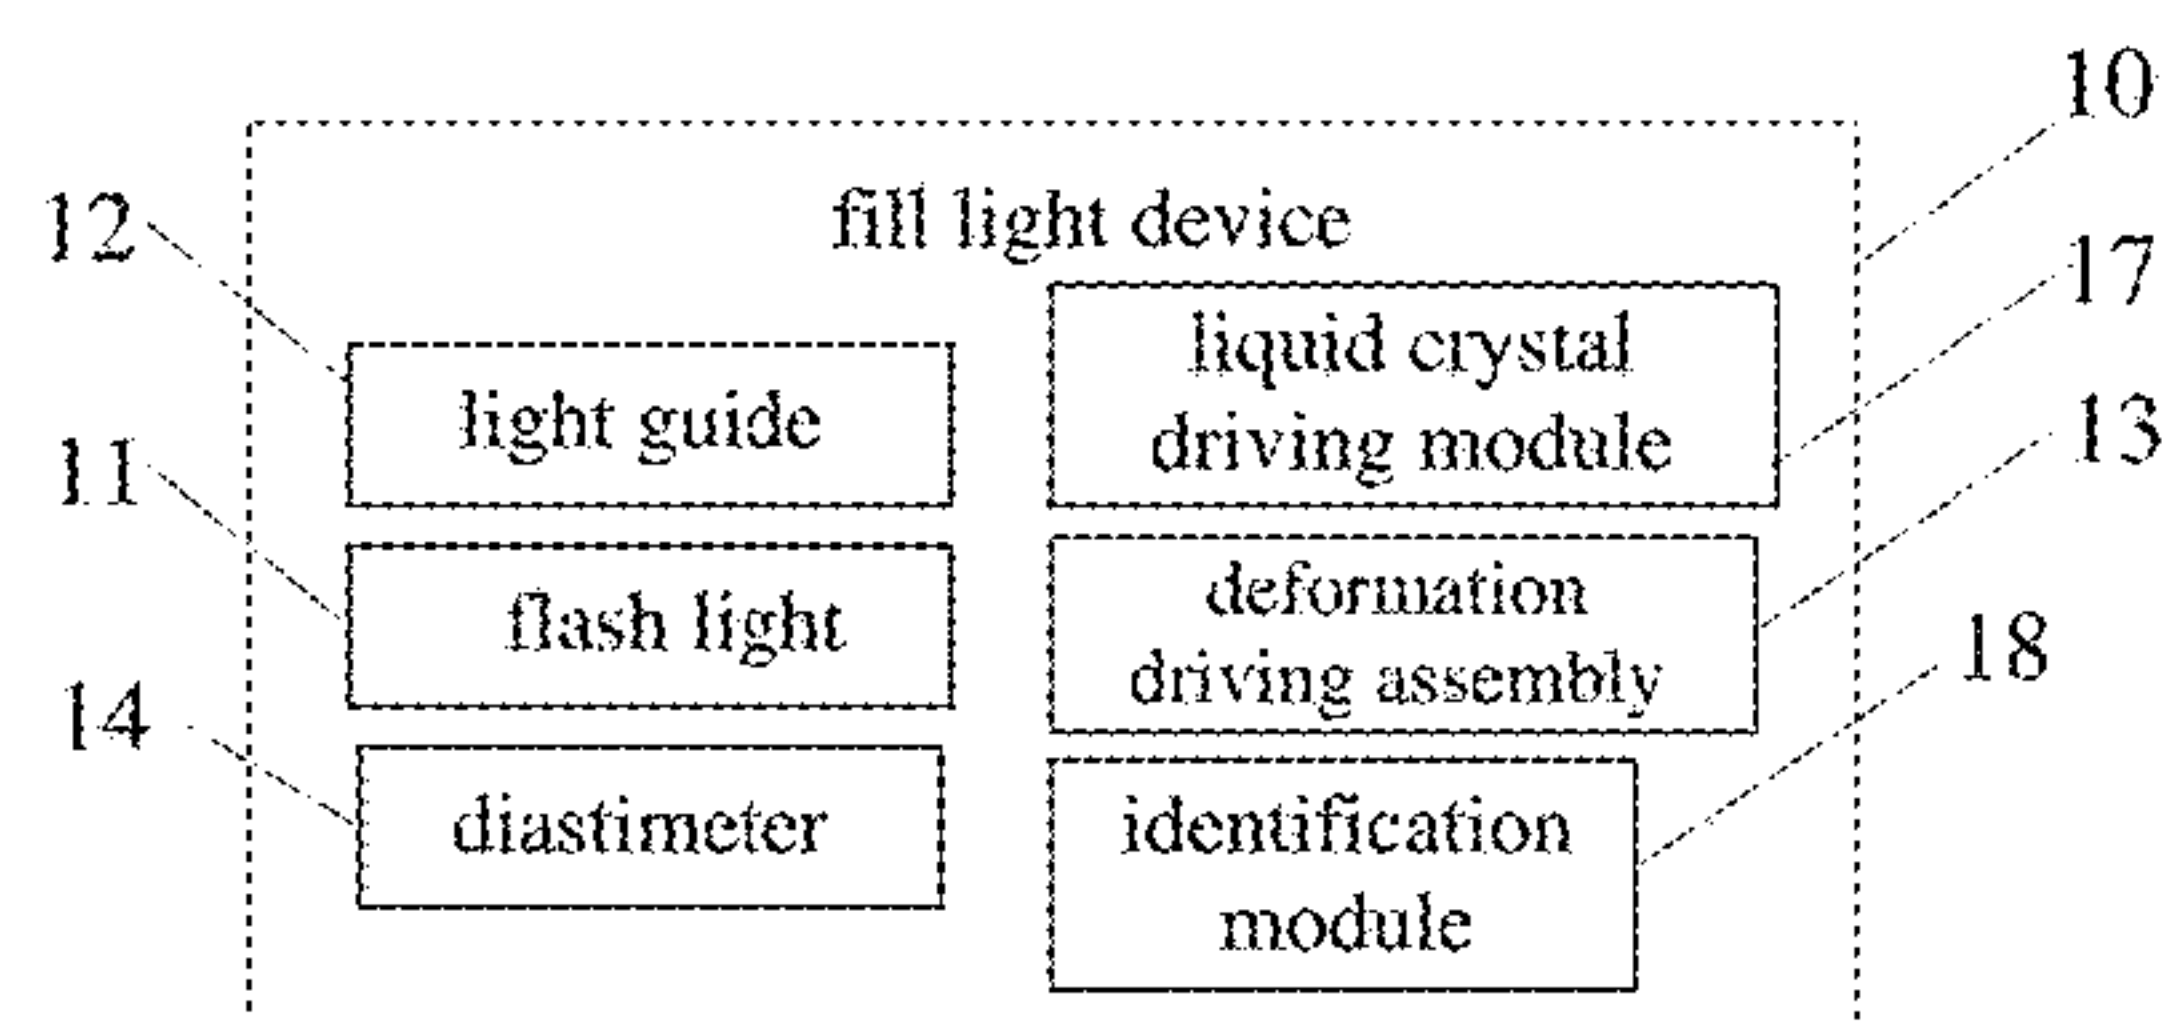 10
fill light device
12
17
liquid crystal
driving module
light guide
13
11
deformation
driving assembly
flash light
18
14
diastimeter
identification
module